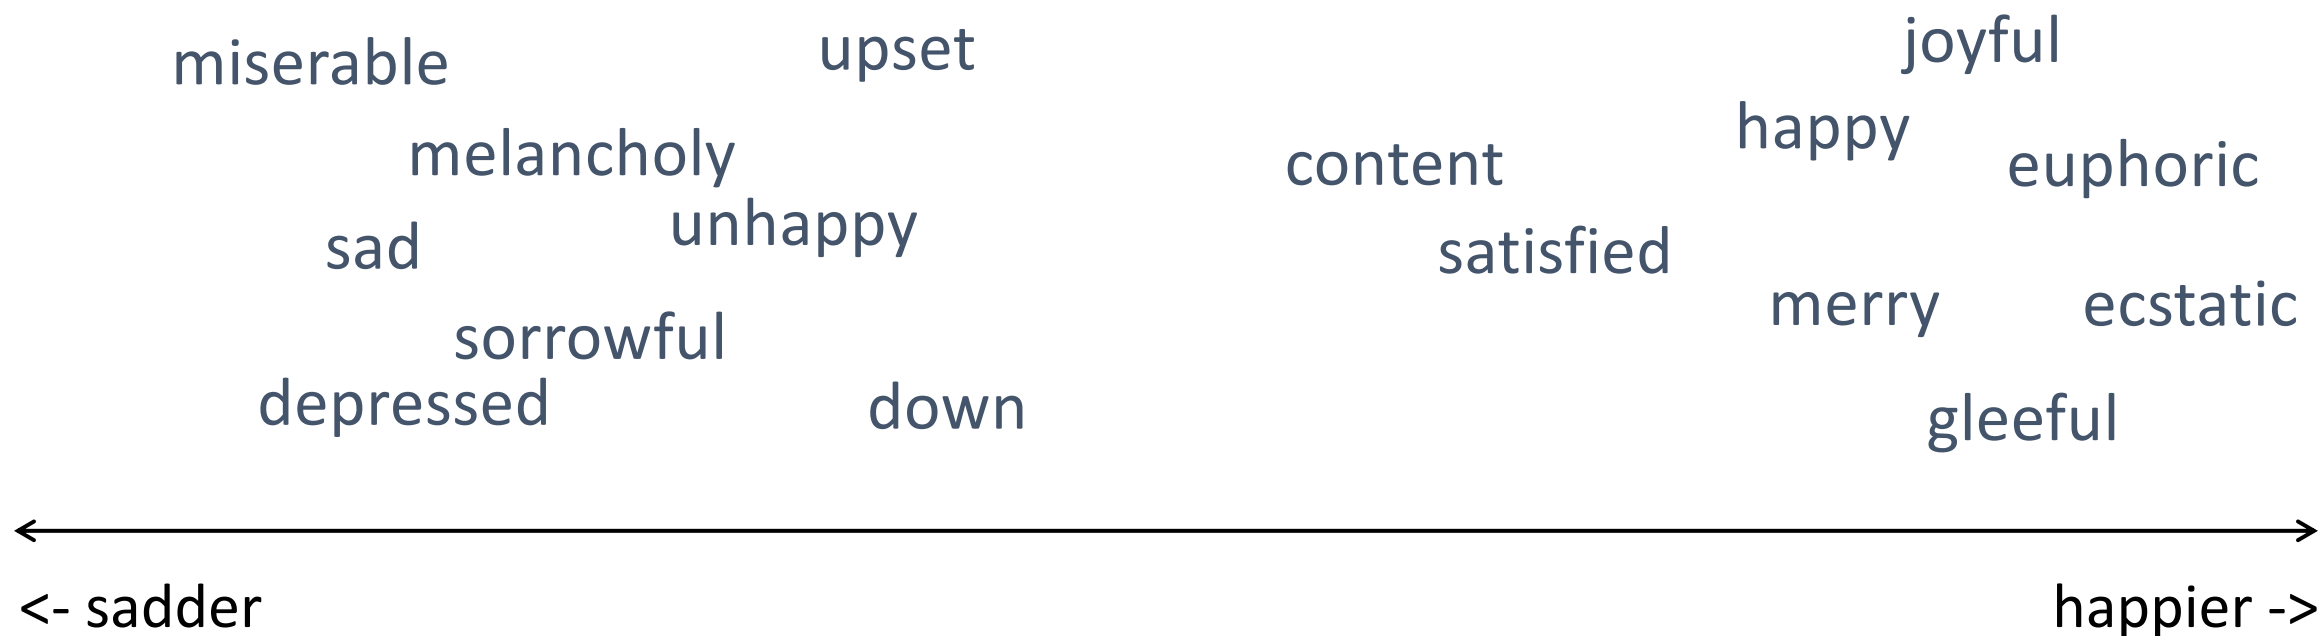 miserable
upset
joyful
melancholy
content
happy
euphoric
sad
unhappy
satisfied
sorrowful
merry
ecstatic
depressed
down
gleeful
<- sadder
happier ->